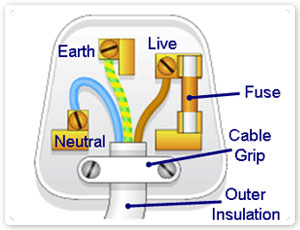 Earth
Live
Fuse
Neutral
Cable
Grip
Outer
Insulation